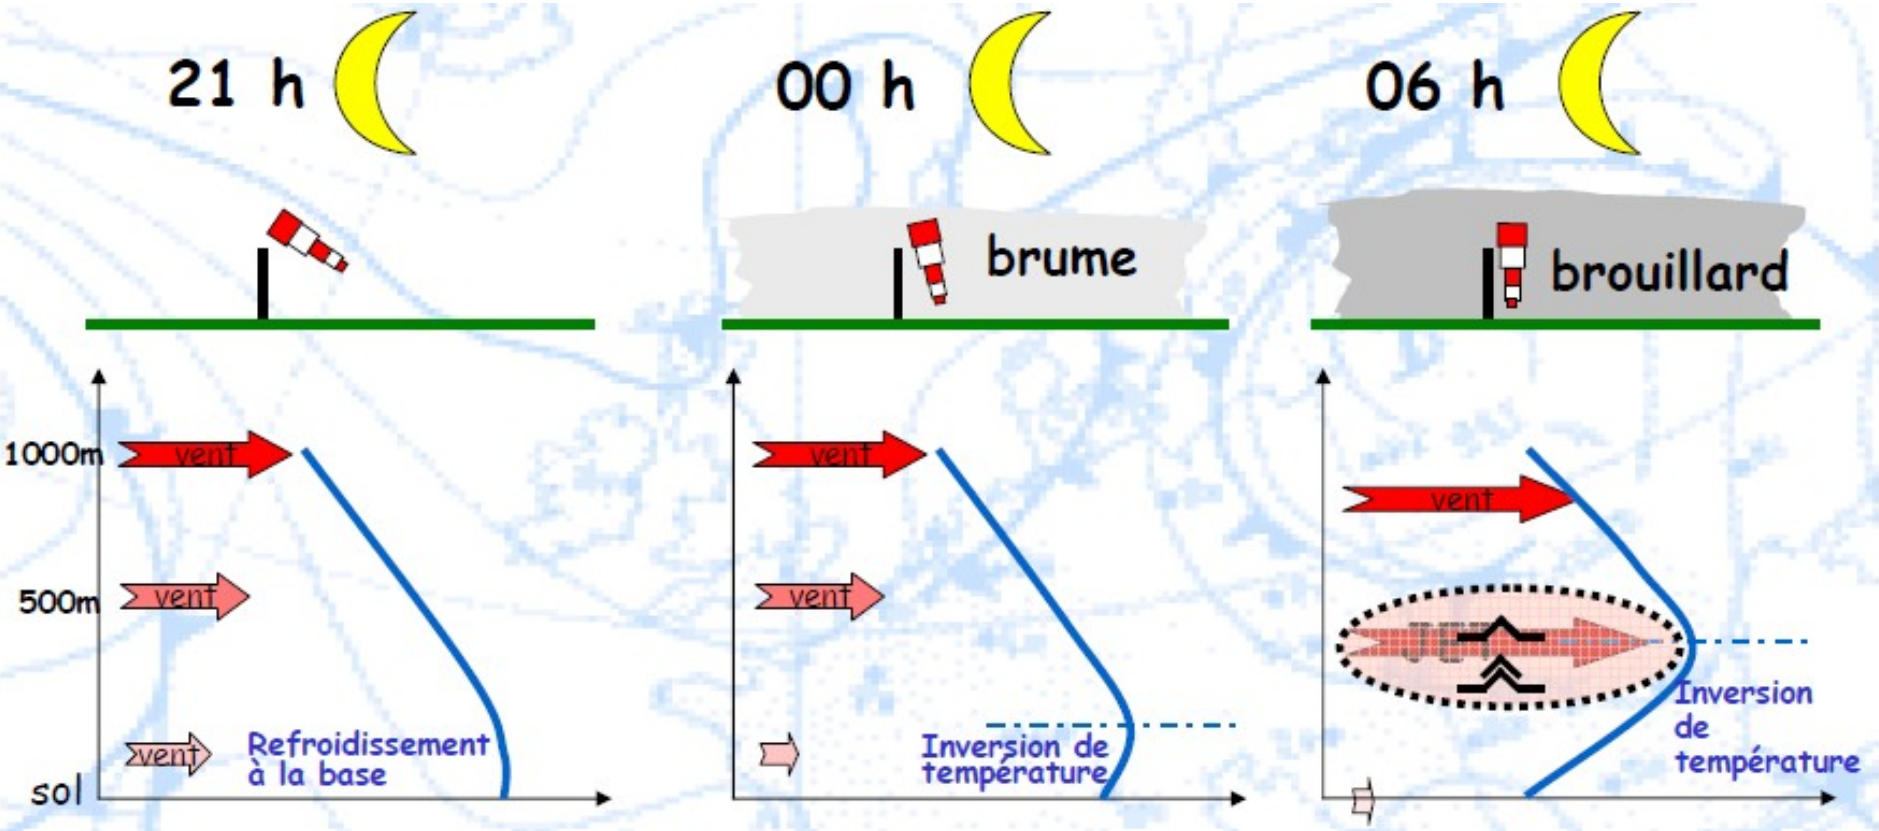 21 h
00 h
06 h
brume
brouillard
1000m
vent
vent
vent
500m
vent
vent
JET
sol
vent
Refroidissement
à la base
Inversion de
température
Inversion
de
température